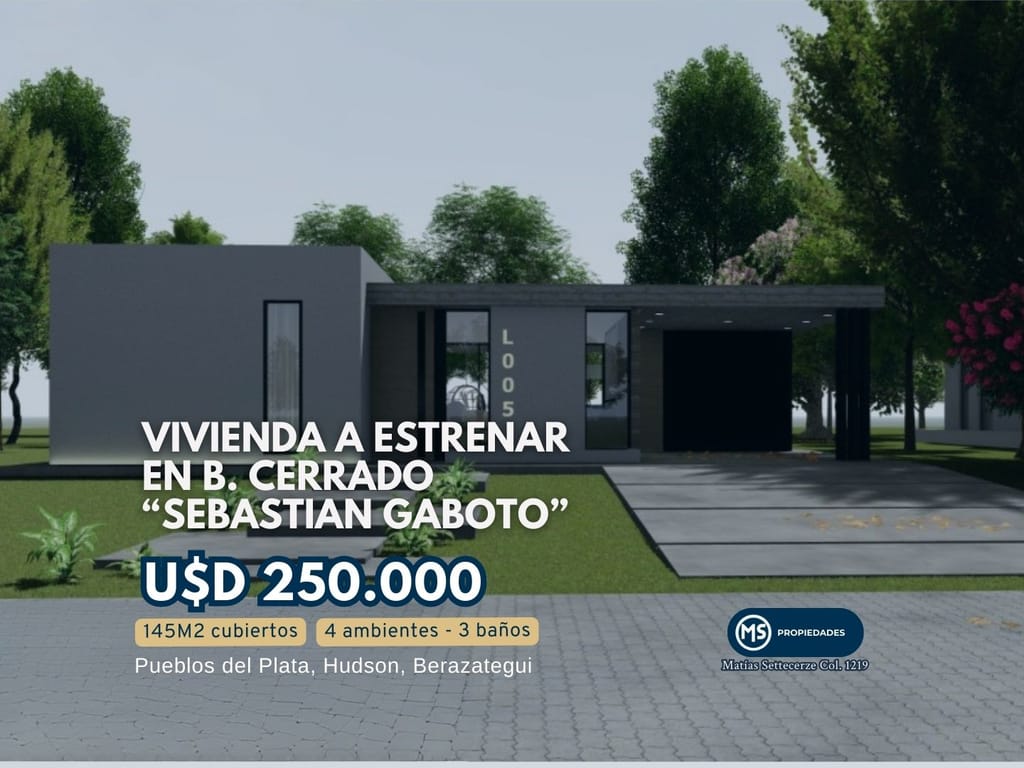 L005
VIVIENDA A ESTRENAR
EN B. CERRADO
“SEBASTIAN GABOTO”
U$D 250.000
145M2 cubiertos
4 ambientes - 3 baños
Pueblos del Plata, Hudson, Berazategui
MS PROPIEDADES
Matías Settecerze Col. 1219